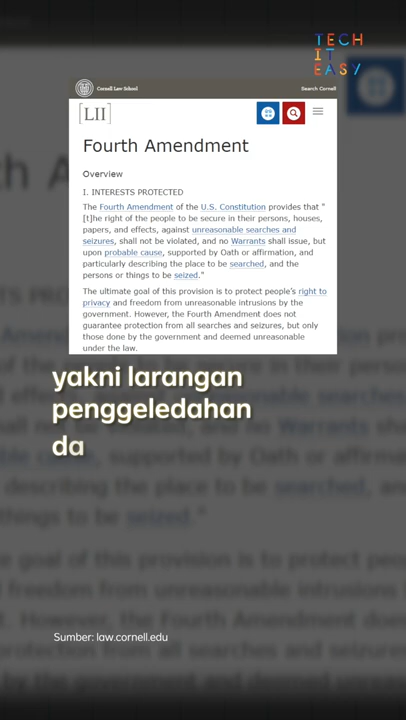 TECH
IT
EASY
Cornell Law School
Search Cornell
[LII]
Fourth Amendment
Overview
I. INTERESTS PROTECTED
The Fourth Amendment of the U.S. Constitution provides that "
[t]he right of the people to be secure in their persons, houses,
papers, and effects, against unreasonable searches and
seizures, shall not be violated, and no Warrants shall issue, but
upon probable cause, supported by Oath or affirmation, and
particularly describing the place to be searched, and the
persons or things to be seized."
The ultimate goal of this provision is to protect people's right to
privacy and freedom from unreasonable intrusions by the
government. However, the Fourth Amendment does not
guarantee protection from all searches and seizures, but only
those done by the government and deemed unreasonable
under the law.
yakni larangan
penggeledahan
da
Sumber: law.cornell.edu